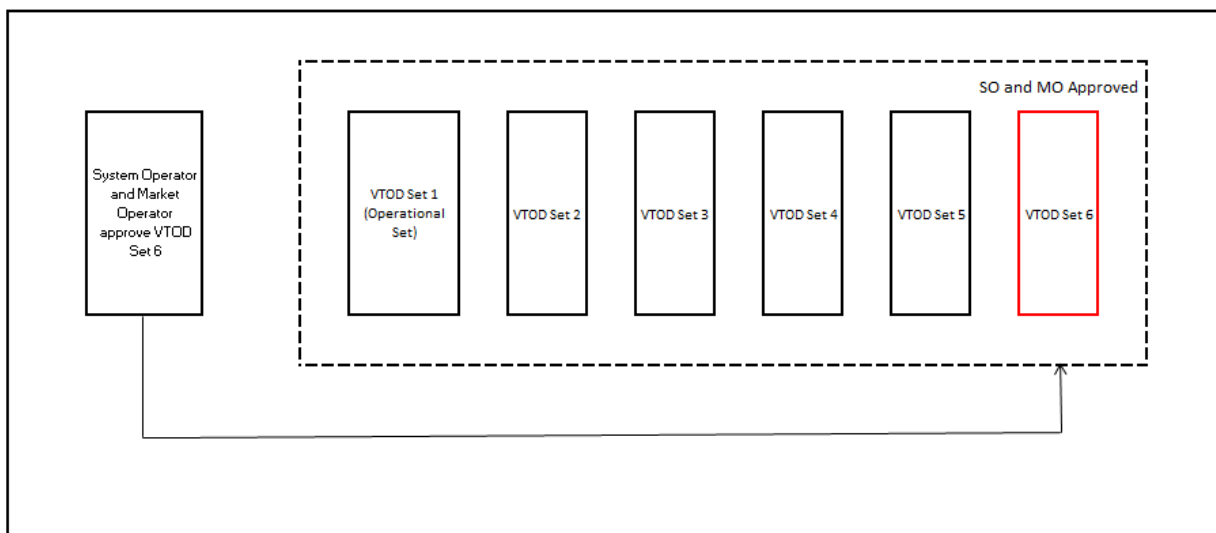 SO and MO Approved
System Operator
and Market
Operator
approve VTOD
Set 6
VTOD Set 1
(Operational
Set)
VTOD Set 2
VTOD Set 3
VTOD Set 4
VTOD Set 5
VTOD Set 6